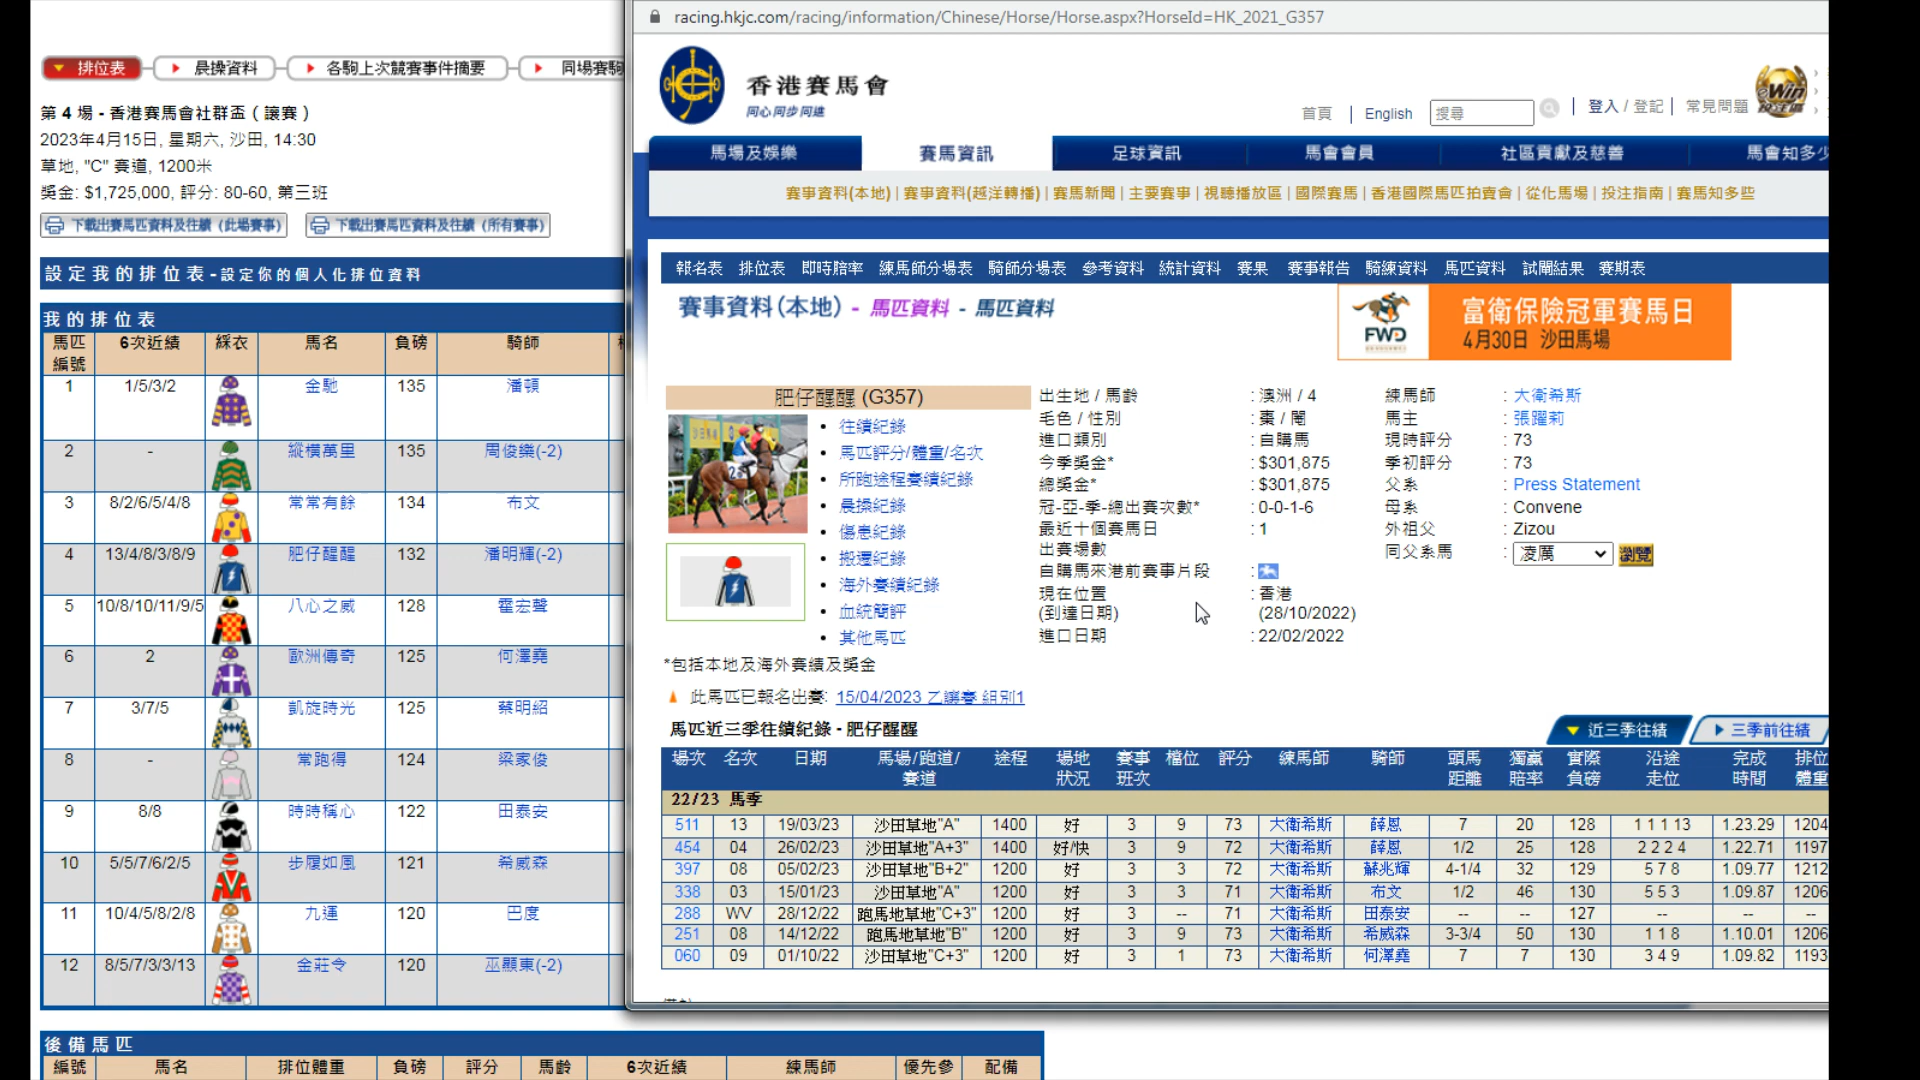 racing.hkjc.com/racing/information/Chinese/Horse/Horse.aspx?HorseId=HK_2021_G357
排位表 晨操資料 各駒上次競賽事件摘要 同場賽駒
第 4 場 - 香港賽馬會社群盃 ( 讓賽 )
2023年4月15日, 星期六, 沙田, 14:30
草地, "C" 賽道, 1200米
獎金: $1,725,000, 評分: 80-60, 第三班
下載出賽馬匹資料及往績 (此場賽事) 下載出賽馬匹資料及往績 (所有賽事)
設定我的排位表-設定你的個人化排位資料
我的排位表
馬匹編號 6次近績 綵衣 馬名 負磅 騎師
1 1/5/3/2 金馳 135 潘頓
2 - 縱橫萬里 135 周俊樂(-2)
3 8/2/6/5/4/8 常常有餘 134 布文
4 13/4/8/3/8/9 肥仔醒醒 132 潘明輝(-2)
5 10/8/10/11/9/5 八心之威 128 霍宏聲
6 2 歐洲傳奇 125 何澤堯
7 3/7/5 凱旋時光 125 蔡明紹
8 - 常跑得 124 梁家俊
9 8/8 時時稱心 122 田泰安
10 5/5/7/6/2/5 步履如風 121 希威森
11 10/4/5/8/2/8 九運 120 巴度
12 8/5/7/3/3/13 金莊令 120 巫顯東(-2)
後備馬匹
編號 馬名 排位體重 負磅 評分 馬齡 6次近績 練馬師 優先參 配備
香港賽馬會
同心同步同進
首頁 | English 搜尋 | 登入 / 登記 | 常見問題
eWin 投注區
馬場及娛樂 賽馬資訊 足球資訊 馬會會員 社區貢獻及慈善 馬會知多少
賽事資料(本地) | 賽事資料(越洋轉播) | 賽馬新聞 | 主要賽事 | 視聽播放區 | 國際賽馬 | 香港國際馬匹拍賣會 | 從化馬場 | 投注指南 | 賽馬知多些
報名表 排位表 即時賠率 練馬師分場表 騎師分場表 參考資料 統計資料 賽果 賽事報告 騎練資料 馬匹資料 試閘結果 賽期表
賽事資料(本地) - 馬匹資料 - 馬匹資料
FWD
富衛保險冠軍賽馬日
4月30日 沙田馬場
肥仔醒醒 (G357)
往績紀錄
馬匹評分/體重/名次
所跑途程賽績紀錄
晨操紀錄
傷患紀錄
搬遷紀錄
海外賽績紀錄
血統簡評
其他馬匹
出生地 / 馬齡 : 澳洲 / 4
毛色 / 性別 : 棗 / 閹
進口類別 : 自購馬
今季獎金* : $301,875
總獎金* : $301,875
冠-亞-季-總出賽次數* : 0-0-1-6
最近十個賽馬日 : 1
出賽場數
自購馬來港前賽事片段 :
現在位置 : 香港
(到達日期) (28/10/2022)
進口日期 : 22/02/2022
練馬師 : 大衛希斯
馬主 : 張躍莉
現時評分 : 73
季初評分 : 73
父系 : Press Statement
母系 : Convene
外祖父 : Zizou
同父系馬 : 凌厲 瀏覽
*包括本地及海外賽績及獎金
此馬匹已報名出賽: 15/04/2023 乙讓賽 組別1
馬匹近三季往績紀錄 - 肥仔醒醒
近三季往績 三季前往績
場次 名次 日期 馬場/跑道/賽道 途程 場地狀況 賽事班次 檔位 評分 練馬師 騎師 頭馬距離 獨贏賠率 實際負磅 沿途走位 完成時間 排位體重
22/23 馬季
511 13 19/03/23 沙田草地"A" 1400 好 3 9 73 大衛希斯 薛恩 7 20 128 1 1 1 13 1.23.29 1204
454 04 26/02/23 沙田草地"A+3" 1400 好/快 3 9 72 大衛希斯 薛恩 1/2 25 128 2 2 2 4 1.22.71 1197
397 08 05/02/23 沙田草地"B+2" 1200 好 3 3 72 大衛希斯 蘇兆輝 4-1/4 32 129 5 7 8 1.09.77 1212
338 03 15/01/23 沙田草地"A" 1200 好 3 3 71 大衛希斯 布文 1/2 46 130 5 5 3 1.09.87 1206
288 WV 28/12/22 跑馬地草地"C+3" 1200 好 3 -- 71 大衛希斯 田泰安 -- -- 127 -- -- --
251 08 14/12/22 跑馬地草地"B" 1200 好 3 9 73 大衛希斯 希威森 3-3/4 50 130 1 1 8 1.10.01 1206
060 09 01/10/22 沙田草地"C+3" 1200 好 3 1 73 大衛希斯 何澤堯 7 7 130 3 4 9 1.09.82 1193